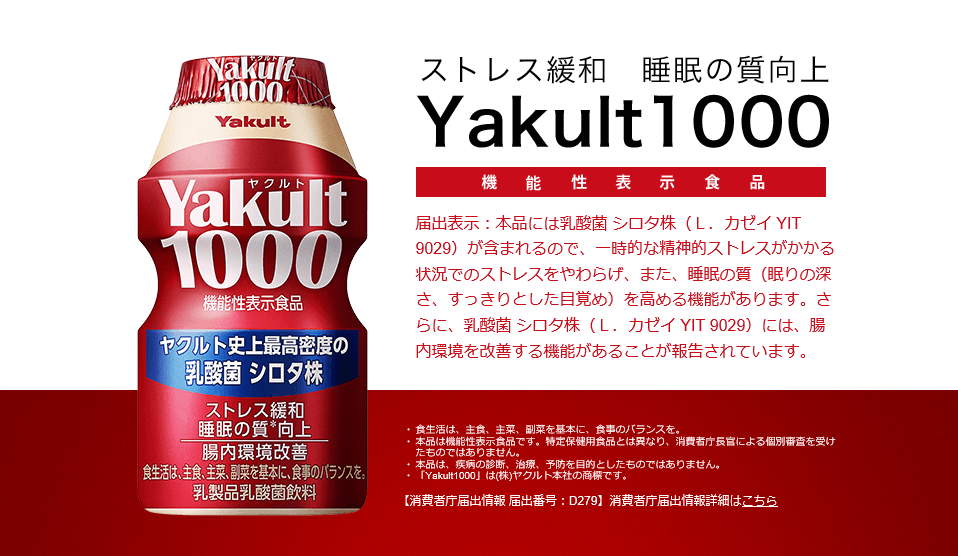 Yakult
ヤクルト
1000
Yakult
ヤクルト
Yakult
1000
機能性表示食品
ヤクルト史上最高密度の
乳酸菌 シロタ株
ストレス緩和
睡眠の質*向上
腸内環境改善
食生活は、主食、主菜、副菜を基本に、食事のバランスを。
乳製品乳酸菌飲料
ストレス緩和　睡眠の質向上
Yakult1000
機能性表示食品
届出表示：本品には乳酸菌 シロタ株（Ｌ．カゼイ YIT
9029）が含まれるので、一時的な精神的ストレスがかかる
状況でのストレスをやわらげ、また、睡眠の質（眠りの深
さ、すっきりとした目覚め）を高める機能があります。さ
らに、乳酸菌 シロタ株（Ｌ．カゼイ YIT 9029）には、腸
内環境を改善する機能があることが報告されています。
・ 食生活は、主食、主菜、副菜を基本に、食事のバランスを。
・ 本品は機能性表示食品です。特定保健用食品とは異なり、消費者庁長官による個別審査を受け
たものではありません。
・ 本品は、疾病の診断、治療、予防を目的としたものではありません。
・ 「Yakult1000」は(株)ヤクルト本社の商標です。
【消費者庁届出情報 届出番号：D279】消費者庁届出情報詳細はこちら